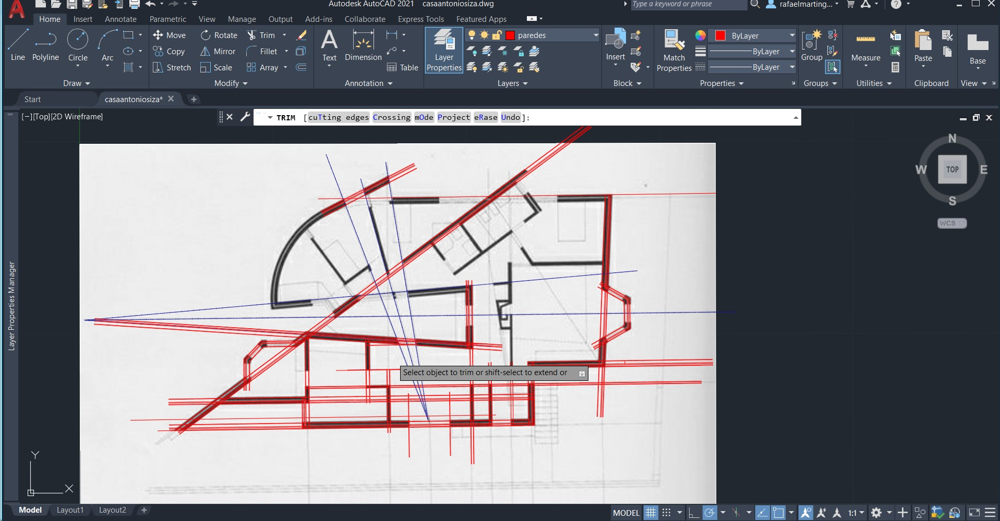 Autodesk AutoCAD 2021 casaantoniosiza.dwg
Type a keyword or phrase
rafaelmarting...
Home Insert Annotate Parametric View Manage Output Add-ins Collaborate Express Tools Featured Apps
Line
Polyline
Circle
Arc
Draw
Move Rotate Trim
Copy Mirror Fillet
Stretch Scale Array
Modify
Text
Dimension
Table
Annotation
Layer
Properties
paredes
Layers
Insert
Block
Match
Properties
ByLayer
ByLayer
ByLayer
Properties
Group
Groups
Measure
Utilities
Paste
Clipboard
Base
View
Start casaantoniosiza*
[−][Top][2D Wireframe]
TRIM [cuTting edges Crossing mOde Project eRase Undo]:
N
W TOP E
S
WCS
Layer Properties Manager
Select object to trim or shift-select to extend or
Y
X
Model Layout1 Layout2
MODEL
1:1